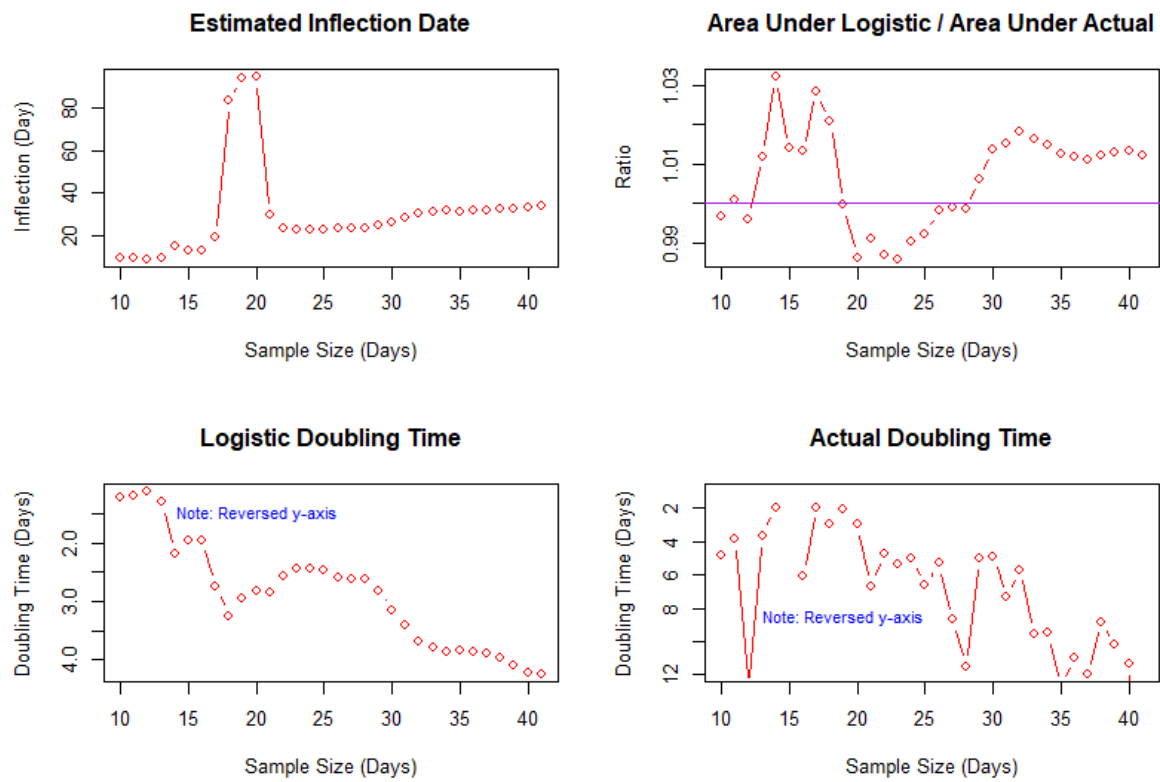 Estimated Inflection Date
Inflection (Day)
80
60
40
20
10 15 20 25 30 35 40
Sample Size (Days)
Area Under Logistic / Area Under Actual
Ratio
1.03
1.01
0.99
10 15 20 25 30 35 40
Sample Size (Days)
Logistic Doubling Time
Doubling Time (Days)
2.0
3.0
4.0
Note: Reversed y-axis
10 15 20 25 30 35 40
Sample Size (Days)
Actual Doubling Time
Doubling Time (Days)
2
4
6
8
12
Note: Reversed y-axis
10 15 20 25 30 35 40
Sample Size (Days)